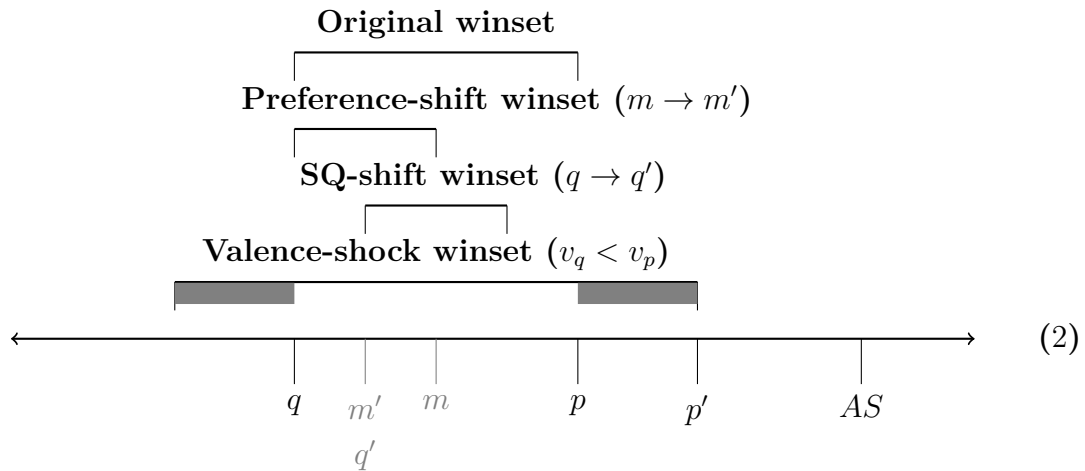 Original winset
Preference-shift winset (m → m′)
SQ-shift winset (q → q′)
Valence-shock winset (v_q < v_p)
(2)
q m′ m p p′ AS
q′